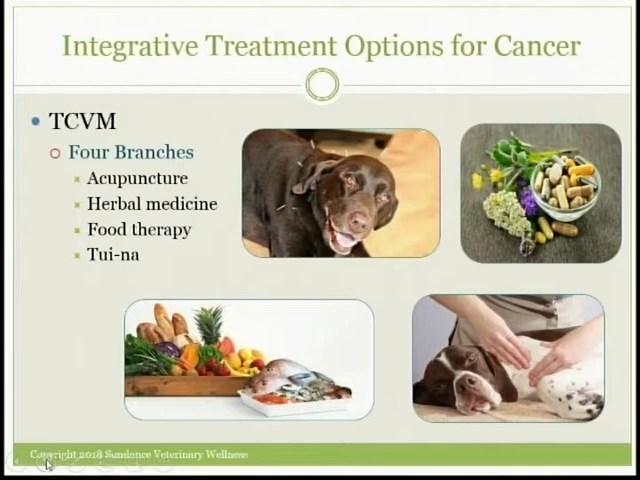 Integrative Treatment Options for Cancer
TCVM
Four Branches
Acupuncture
Herbal medicine
Food therapy
Tui-na
Copyright 2018 Sundance Veterinary Wellness